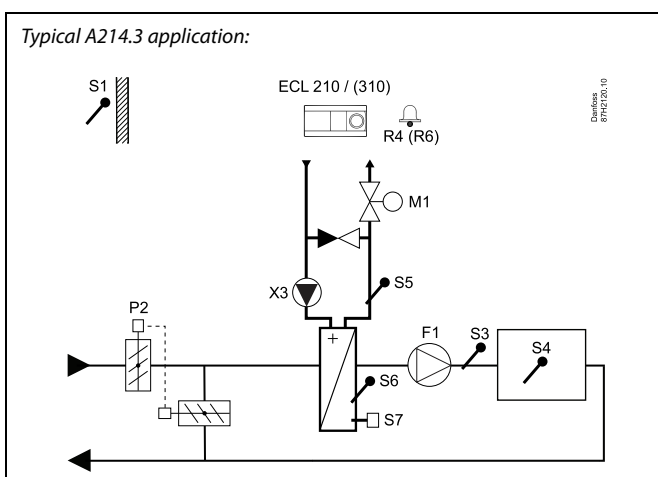 Typical A214.3 application:
S1
ECL 210 / (310)
R4 (R6)
Danfoss
87H2120.10
M1
X3
S5
P2
F1
S3
S4
+
S6
S7